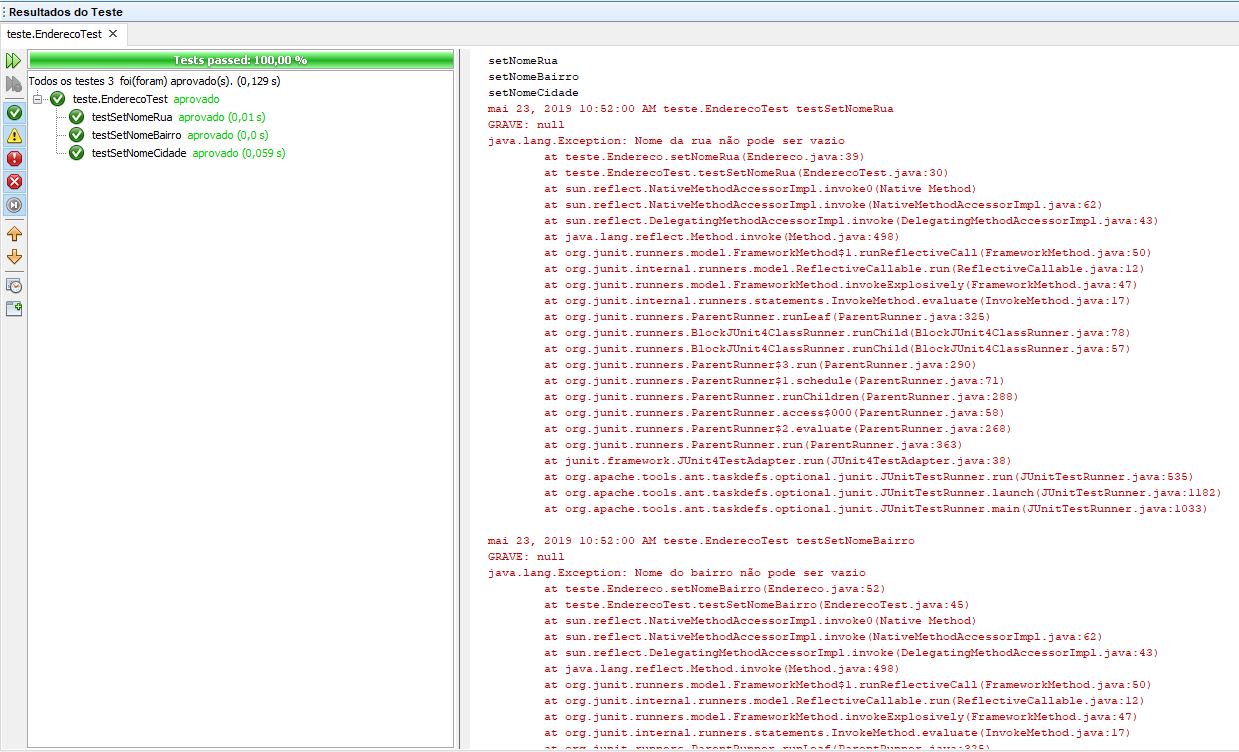 Resultados do Teste
teste.EnderecoTest
Tests passed: 100,00 %
Todos os testes 3 foi(foram) aprovado(s). (0,129 s)
teste.EnderecoTest aprovado
testSetNomeRua aprovado (0,01 s)
testSetNomeBairro aprovado (0,0 s)
testSetNomeCidade aprovado (0,059 s)
setNomeRua
setNomeBairro
setNomeCidade
mai 23, 2019 10:52:00 AM teste.EnderecoTest testSetNomeRua
GRAVE: null
java.lang.Exception: Nome da rua não pode ser vazio
at teste.Endereco.setNomeRua(Endereco.java:39)
at teste.EnderecoTest.testSetNomeRua(EnderecoTest.java:30)
at sun.reflect.NativeMethodAccessorImpl.invoke0(Native Method)
at sun.reflect.NativeMethodAccessorImpl.invoke(NativeMethodAccessorImpl.java:62)
at sun.reflect.DelegatingMethodAccessorImpl.invoke(DelegatingMethodAccessorImpl.java:43)
at java.lang.reflect.Method.invoke(Method.java:498)
at org.junit.runners.model.FrameworkMethod$1.runReflectiveCall(FrameworkMethod.java:50)
at org.junit.internal.runners.model.ReflectiveCallable.run(ReflectiveCallable.java:12)
at org.junit.runners.model.FrameworkMethod.invokeExplosively(FrameworkMethod.java:47)
at org.junit.internal.runners.statements.InvokeMethod.evaluate(InvokeMethod.java:17)
at org.junit.runners.ParentRunner.runLeaf(ParentRunner.java:325)
at org.junit.runners.BlockJUnit4ClassRunner.runChild(BlockJUnit4ClassRunner.java:78)
at org.junit.runners.BlockJUnit4ClassRunner.runChild(BlockJUnit4ClassRunner.java:57)
at org.junit.runners.ParentRunner$3.run(ParentRunner.java:290)
at org.junit.runners.ParentRunner$1.schedule(ParentRunner.java:71)
at org.junit.runners.ParentRunner.runChildren(ParentRunner.java:288)
at org.junit.runners.ParentRunner.access$000(ParentRunner.java:58)
at org.junit.runners.ParentRunner$2.evaluate(ParentRunner.java:268)
at org.junit.runners.ParentRunner.run(ParentRunner.java:363)
at junit.framework.JUnit4TestAdapter.run(JUnit4TestAdapter.java:38)
at org.apache.tools.ant.taskdefs.optional.junit.JUnitTestRunner.run(JUnitTestRunner.java:535)
at org.apache.tools.ant.taskdefs.optional.junit.JUnitTestRunner.launch(JUnitTestRunner.java:1182)
at org.apache.tools.ant.taskdefs.optional.junit.JUnitTestRunner.main(JUnitTestRunner.java:1033)
mai 23, 2019 10:52:00 AM teste.EnderecoTest testSetNomeBairro
GRAVE: null
java.lang.Exception: Nome do bairro não pode ser vazio
at teste.Endereco.setNomeBairro(Endereco.java:52)
at teste.EnderecoTest.testSetNomeBairro(EnderecoTest.java:45)
at sun.reflect.NativeMethodAccessorImpl.invoke0(Native Method)
at sun.reflect.NativeMethodAccessorImpl.invoke(NativeMethodAccessorImpl.java:62)
at sun.reflect.DelegatingMethodAccessorImpl.invoke(DelegatingMethodAccessorImpl.java:43)
at java.lang.reflect.Method.invoke(Method.java:498)
at org.junit.runners.model.FrameworkMethod$1.runReflectiveCall(FrameworkMethod.java:50)
at org.junit.internal.runners.model.ReflectiveCallable.run(ReflectiveCallable.java:12)
at org.junit.runners.model.FrameworkMethod.invokeExplosively(FrameworkMethod.java:47)
at org.junit.internal.runners.statements.InvokeMethod.evaluate(InvokeMethod.java:17)
at org.junit.runners.ParentRunner.runLeaf(ParentRunner.java:325)